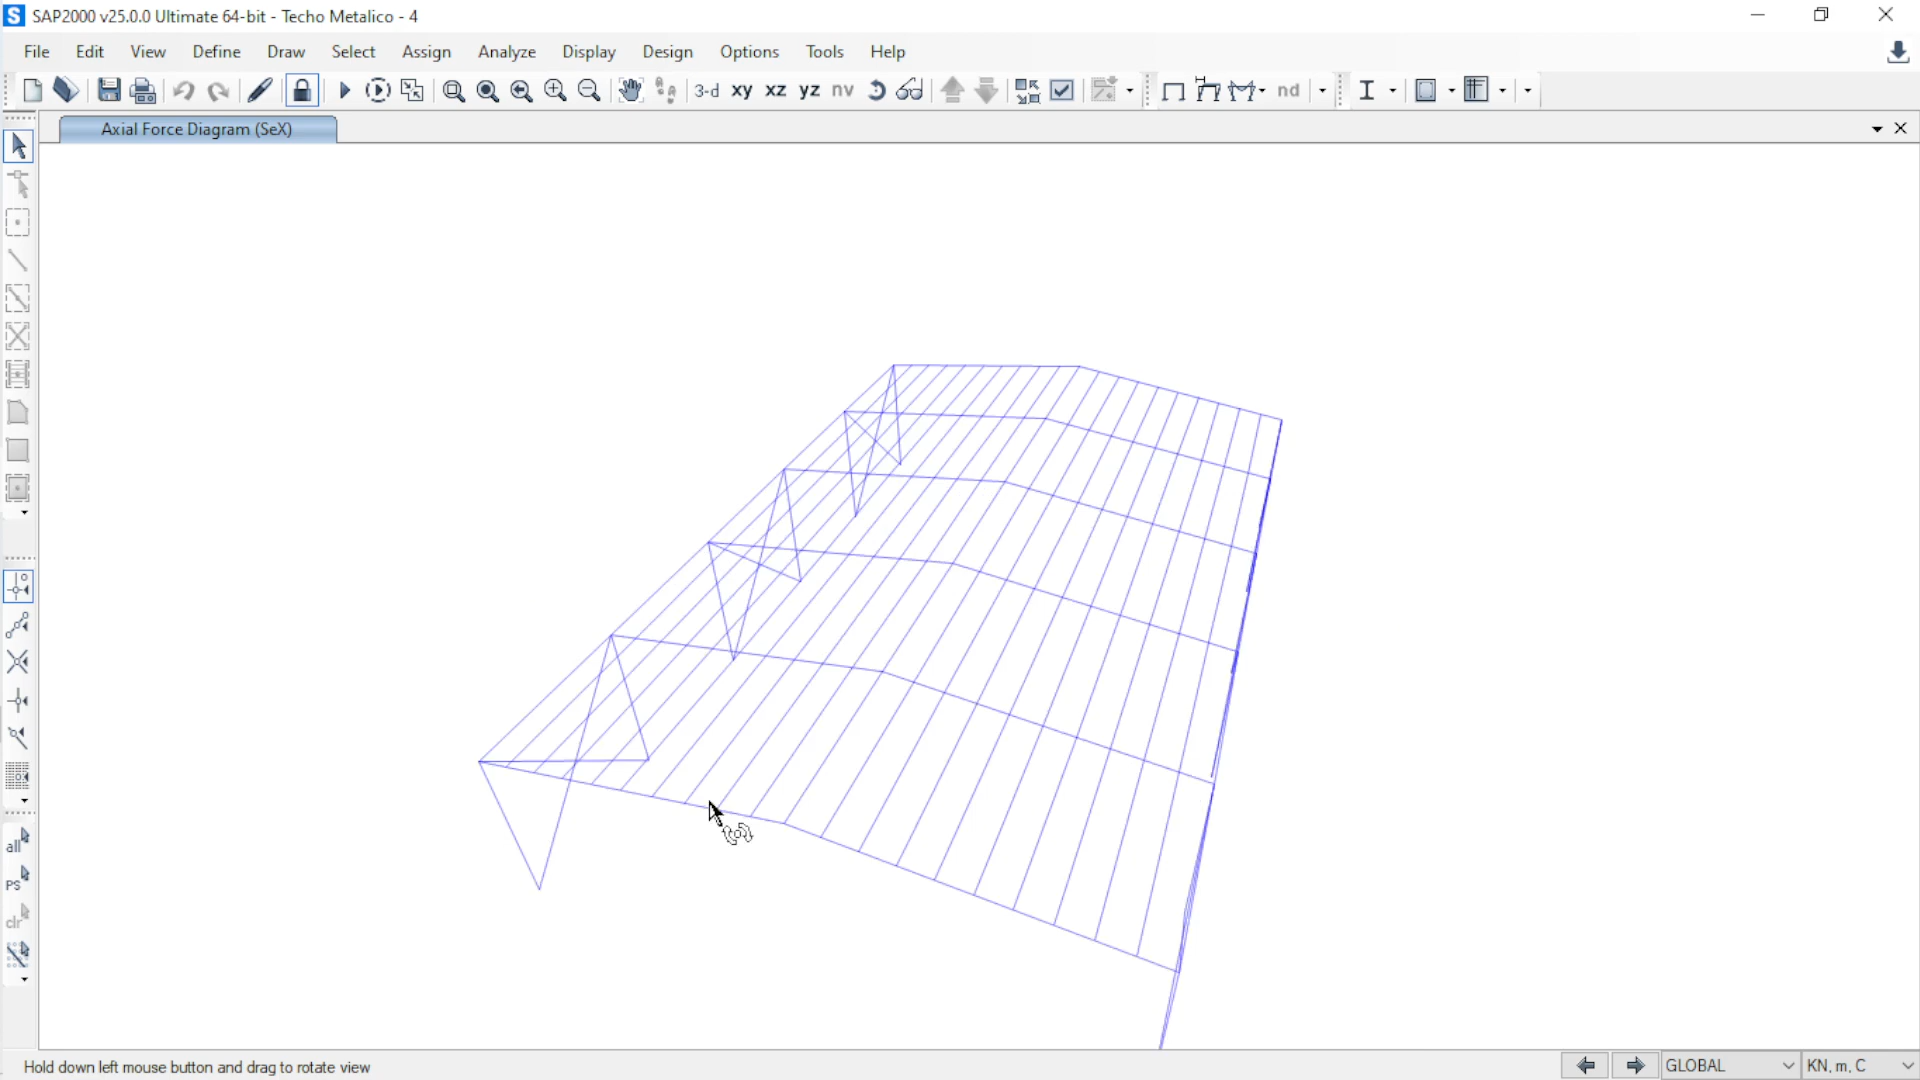 SAP2000 v25.0.0 Ultimate 64-bit - Techo Metalico - 4
File Edit View Define Draw Select Assign Analyze Display Design Options Tools Help
3-d xy xz yz nv nd
Axial Force Diagram (SeX)
all
ps
clr
Hold down left mouse button and drag to rotate view
GLOBAL
KN, m, C